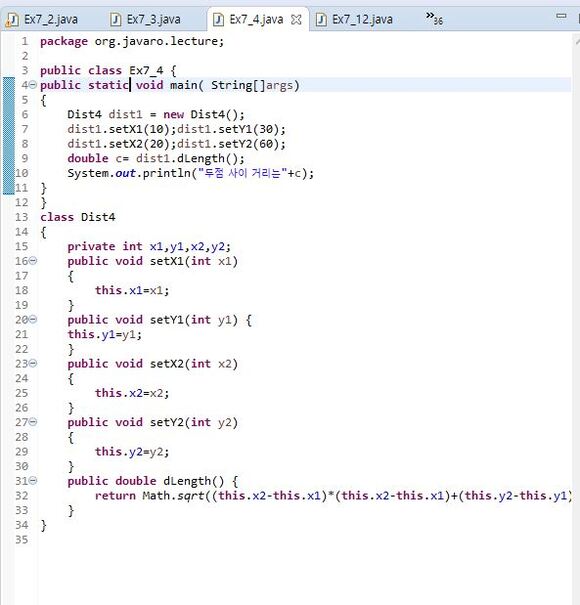 Ex7_2.java Ex7_3.java Ex7_4.java Ex7_12.java »36
1 package org.javaro.lecture;
2
3 public class Ex7_4 {
4 public static void main( String[]args)
5 {
6 Dist4 dist1 = new Dist4();
7 dist1.setX1(10);dist1.setY1(30);
8 dist1.setX2(20);dist1.setY2(60);
9 double c= dist1.dLength();
10 System.out.println("두점 사이 거리는"+c);
11 }
12 }
13 class Dist4
14 {
15 private int x1,y1,x2,y2;
16 public void setX1(int x1)
17 {
18 this.x1=x1;
19 }
20 public void setY1(int y1) {
21 this.y1=y1;
22 }
23 public void setX2(int x2)
24 {
25 this.x2=x2;
26 }
27 public void setY2(int y2)
28 {
29 this.y2=y2;
30 }
31 public double dLength() {
32 return Math.sqrt((this.x2-this.x1)*(this.x2-this.x1)+(this.y2-this.y1)
33 }
34 }
35